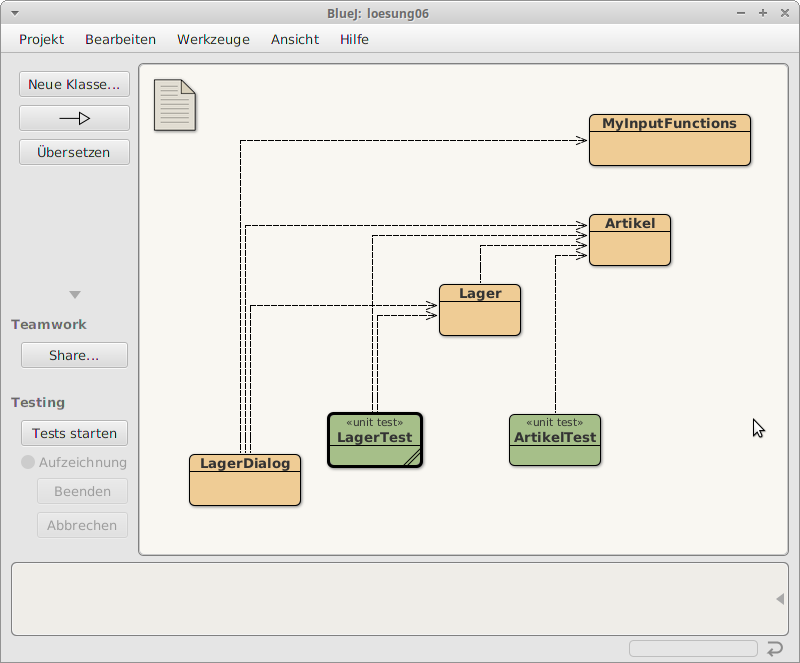 BlueJ: loesung06
Projekt Bearbeiten Werkzeuge Ansicht Hilfe
Neue Klasse...
Übersetzen
MyInputFunctions
Artikel
Lager
Teamwork
Share...
Testing
Tests starten
Aufzeichnung
Beenden
Abbrechen
«unit test»
LagerTest
«unit test»
ArtikelTest
LagerDialog